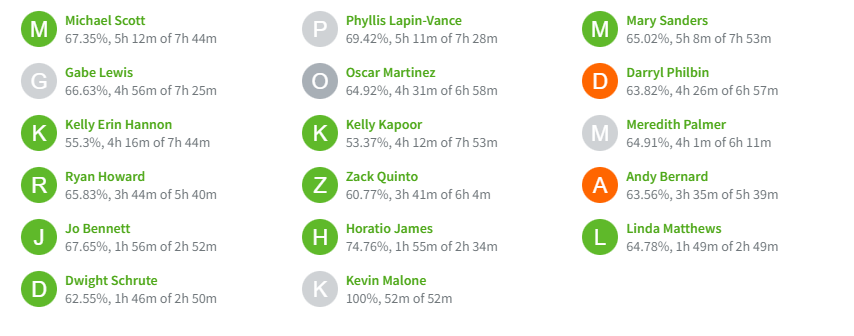 M
Michael Scott
67.35%, 5h 12m of 7h 44m
P
Phyllis Lapin-Vance
69.42%, 5h 11m of 7h 28m
M
Mary Sanders
65.02%, 5h 8m of 7h 53m
G
Gabe Lewis
66.63%, 4h 56m of 7h 25m
O
Oscar Martinez
64.92%, 4h 31m of 6h 58m
D
Darryl Philbin
63.82%, 4h 26m of 6h 57m
K
Kelly Erin Hannon
55.3%, 4h 16m of 7h 44m
K
Kelly Kapoor
53.37%, 4h 12m of 7h 53m
M
Meredith Palmer
64.91%, 4h 1m of 6h 11m
R
Ryan Howard
65.83%, 3h 44m of 5h 40m
Z
Zack Quinto
60.77%, 3h 41m of 6h 4m
A
Andy Bernard
63.56%, 3h 35m of 5h 39m
J
Jo Bennett
67.65%, 1h 56m of 2h 52m
H
Horatio James
74.76%, 1h 55m of 2h 34m
L
Linda Matthews
64.78%, 1h 49m of 2h 49m
D
Dwight Schrute
62.55%, 1h 46m of 2h 50m
K
Kevin Malone
100%, 52m of 52m